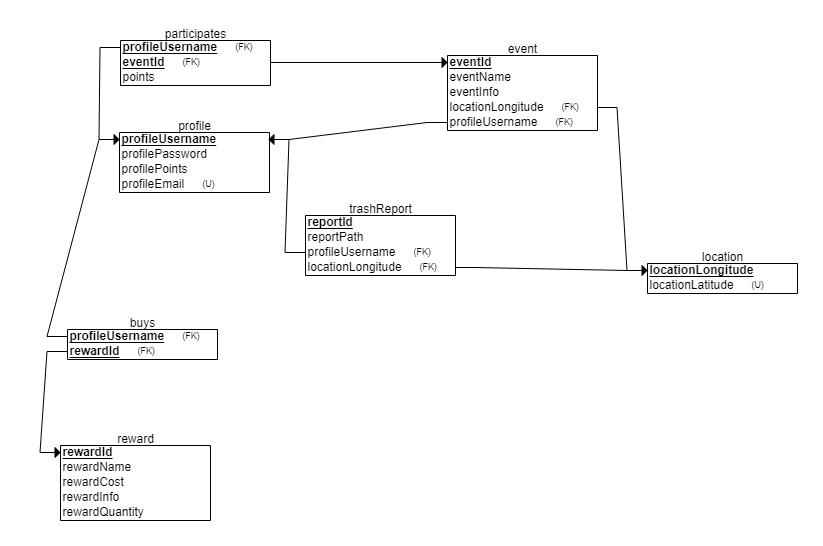 participates
profileUsername (FK)
eventId (FK)
points
event
eventId
eventName
eventInfo
locationLongitude (FK)
profileUsername (FK)
profile
profileUsername
profilePassword
profilePoints
profileEmail (U)
trashReport
reportId
reportPath
profileUsername (FK)
locationLongitude (FK)
location
locationLongitude
locationLatitude (U)
buys
profileUsername (FK)
rewardId (FK)
reward
rewardId
rewardName
rewardCost
rewardInfo
rewardQuantity